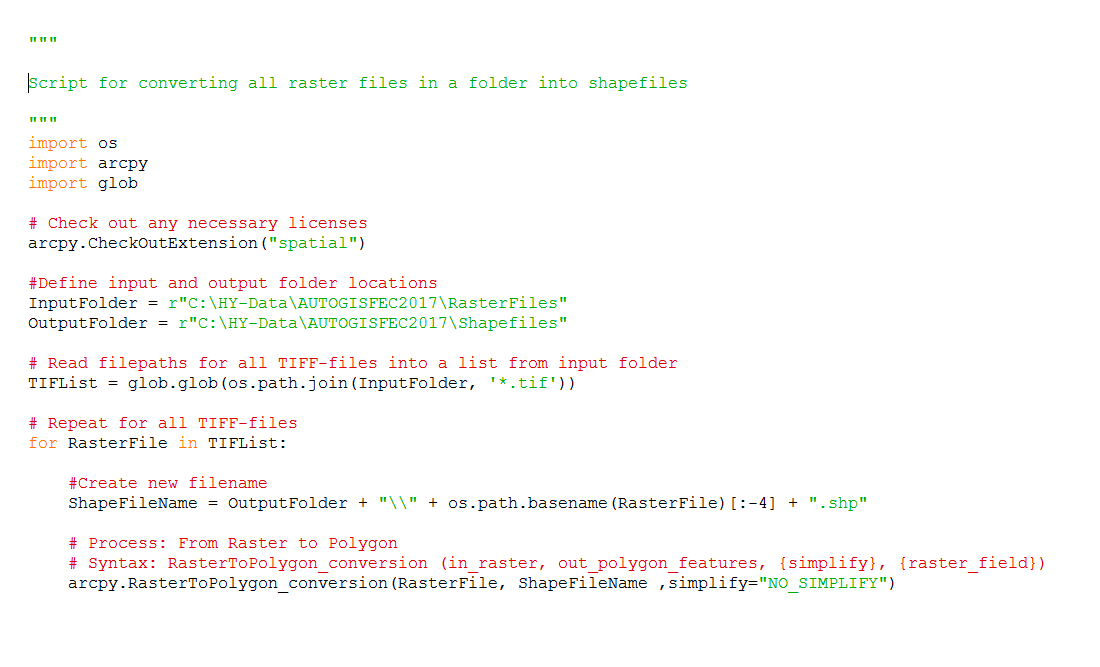 """
Script for converting all raster files in a folder into shapefiles
"""
import os
import arcpy
import glob
# Check out any necessary licenses
arcpy.CheckOutExtension("spatial")
#Define input and output folder locations
InputFolder = r"C:\HY-Data\AUTOGISFEC2017\RasterFiles"
OutputFolder = r"C:\HY-Data\AUTOGISFEC2017\Shapefiles"
# Read filepaths for all TIFF-files into a list from input folder
TIFList = glob.glob(os.path.join(InputFolder, '*.tif'))
# Repeat for all TIFF-files
for RasterFile in TIFList:
    #Create new filename
    ShapeFileName = OutputFolder + "\\" + os.path.basename(RasterFile)[:-4] + ".shp"
    # Process: From Raster to Polygon
    # Syntax: RasterToPolygon_conversion (in_raster, out_polygon_features, {simplify}, {raster_field})
    arcpy.RasterToPolygon_conversion(RasterFile, ShapeFileName ,simplify="NO_SIMPLIFY")